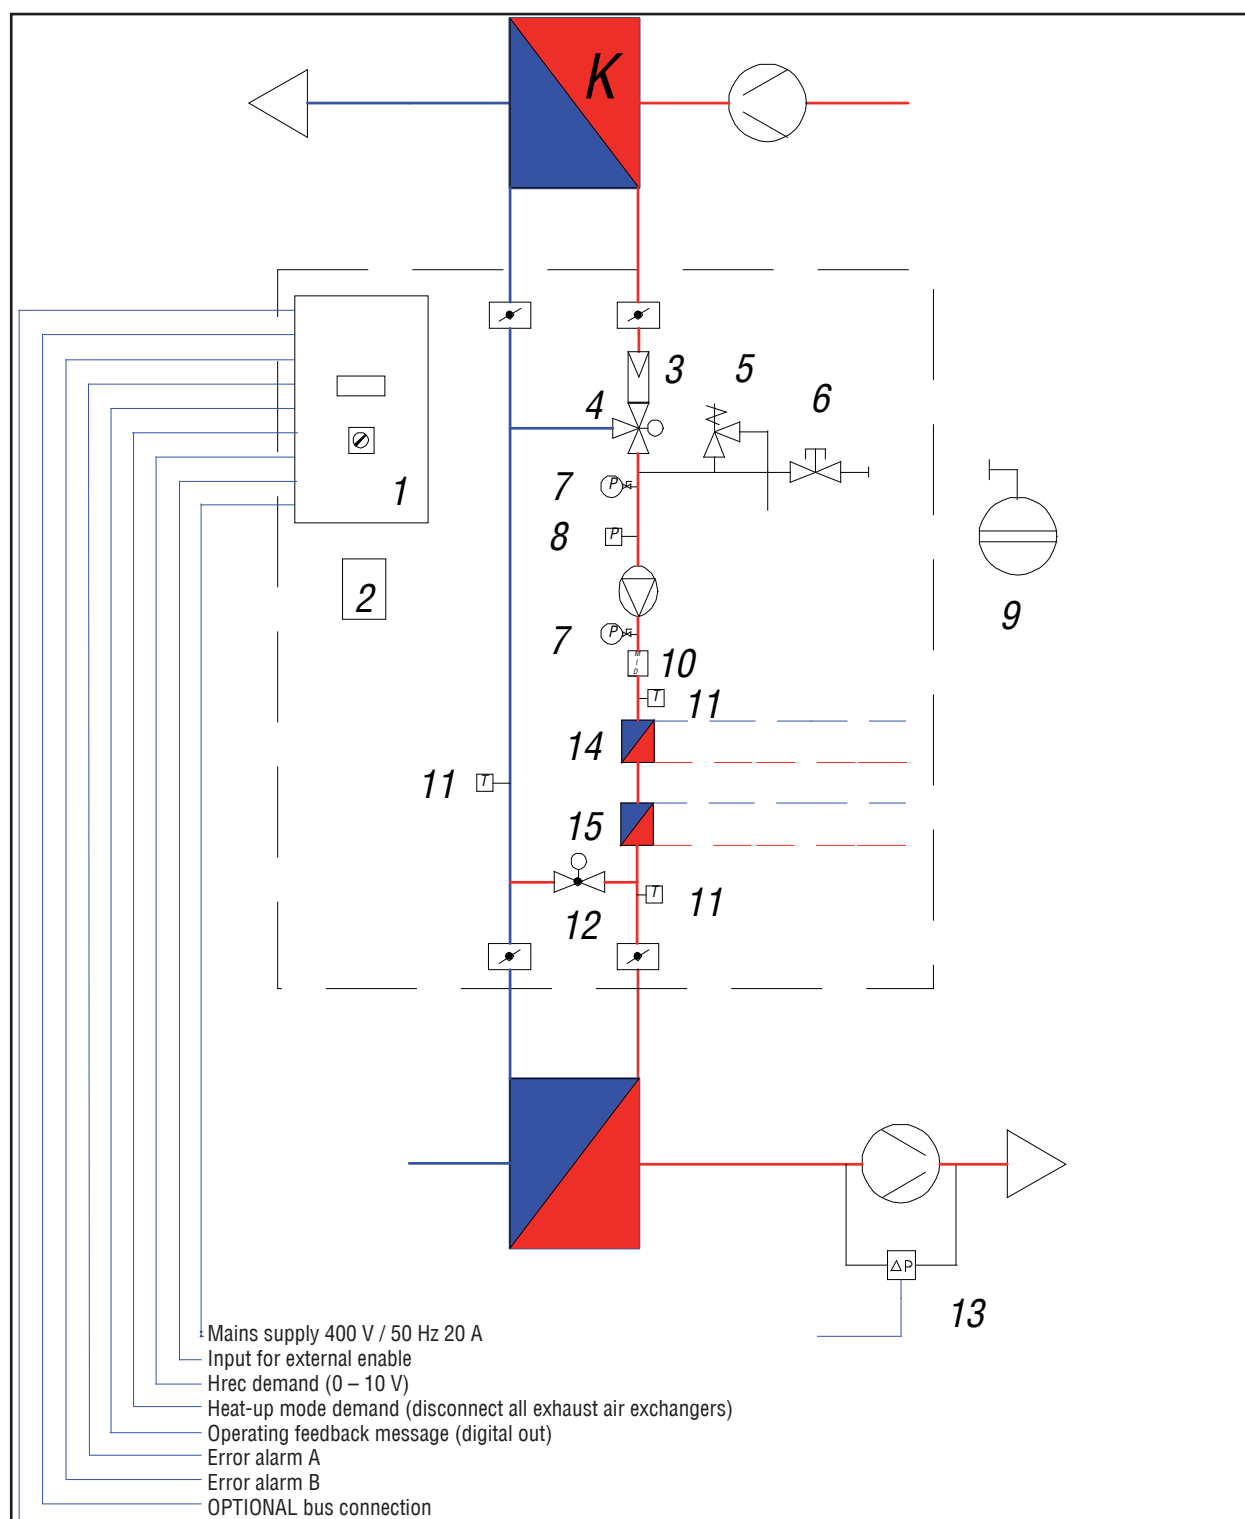 K
3
5
4
6
1
7
P
8
P
2
9
7
P
M
I
D
10
T
11
14
11
T
15
T
11
12
ΔP
13
Mains supply 400 V / 50 Hz 20 A
Input for external enable
Hrec demand (0 – 10 V)
Heat-up mode demand (disconnect all exhaust air exchangers)
Operating feedback message (digital out)
Error alarm A
Error alarm B
OPTIONAL bus connection